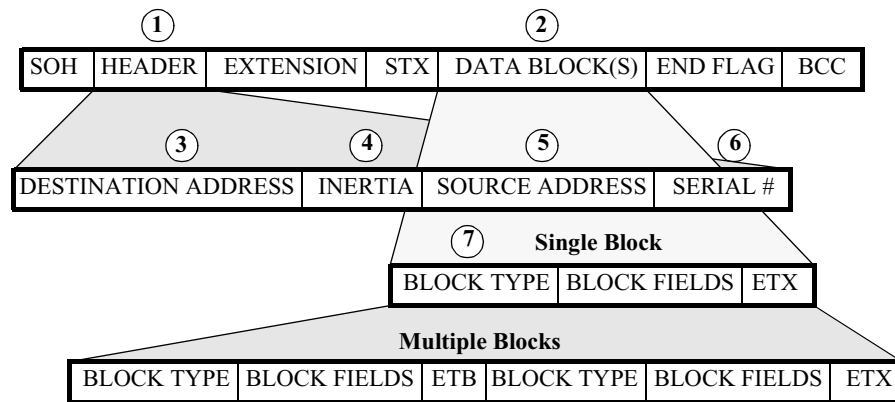 1 2
SOH HEADER EXTENSION STX DATA BLOCK(S) END FLAG BCC
3 4 5 6
DESTINATION ADDRESS INERTIA SOURCE ADDRESS SERIAL #
7 Single Block
BLOCK TYPE BLOCK FIELDS ETX
Multiple Blocks
BLOCK TYPE BLOCK FIELDS ETB BLOCK TYPE BLOCK FIELDS ETX